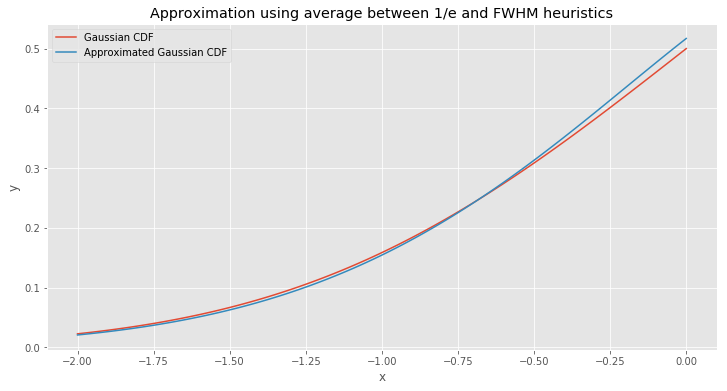 Approximation using average between 1/e and FWHM heuristics
Gaussian CDF
Approximated Gaussian CDF
y
0.5
0.4
0.3
0.2
0.1
0.0
−2.00 −1.75 −1.50 −1.25 −1.00 −0.75 −0.50 −0.25 0.00
x